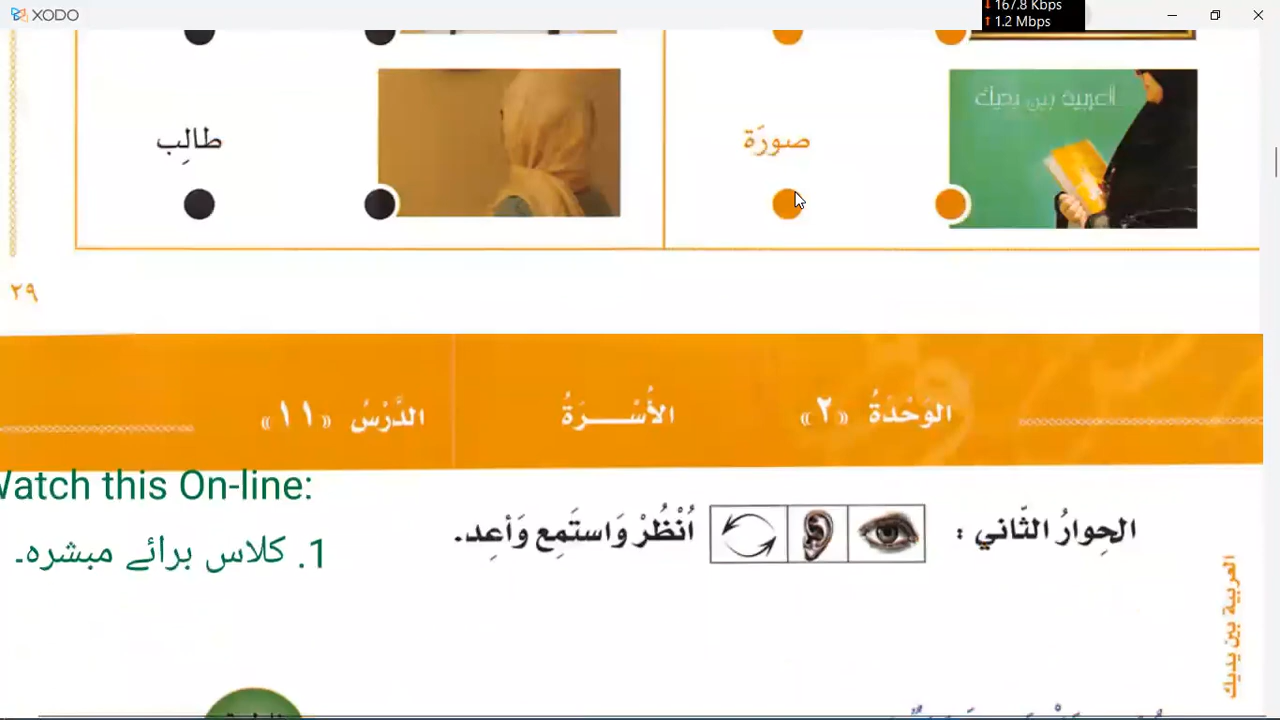 XODO
167.8 Kbps
1.2 Mbps
العربية بين يديك
صورَة
طالِب
٢٩
الوَحْدَةُ «٢» الأُسْـــرَةُ الدَّرْسُ «١١»
Watch this On-line:
1. کلاس برائے مبشرہ۔
الحِوارُ الثّاني : اُنْظُرْ وَاستَمِع وَأعِد.
العربية بين يديك